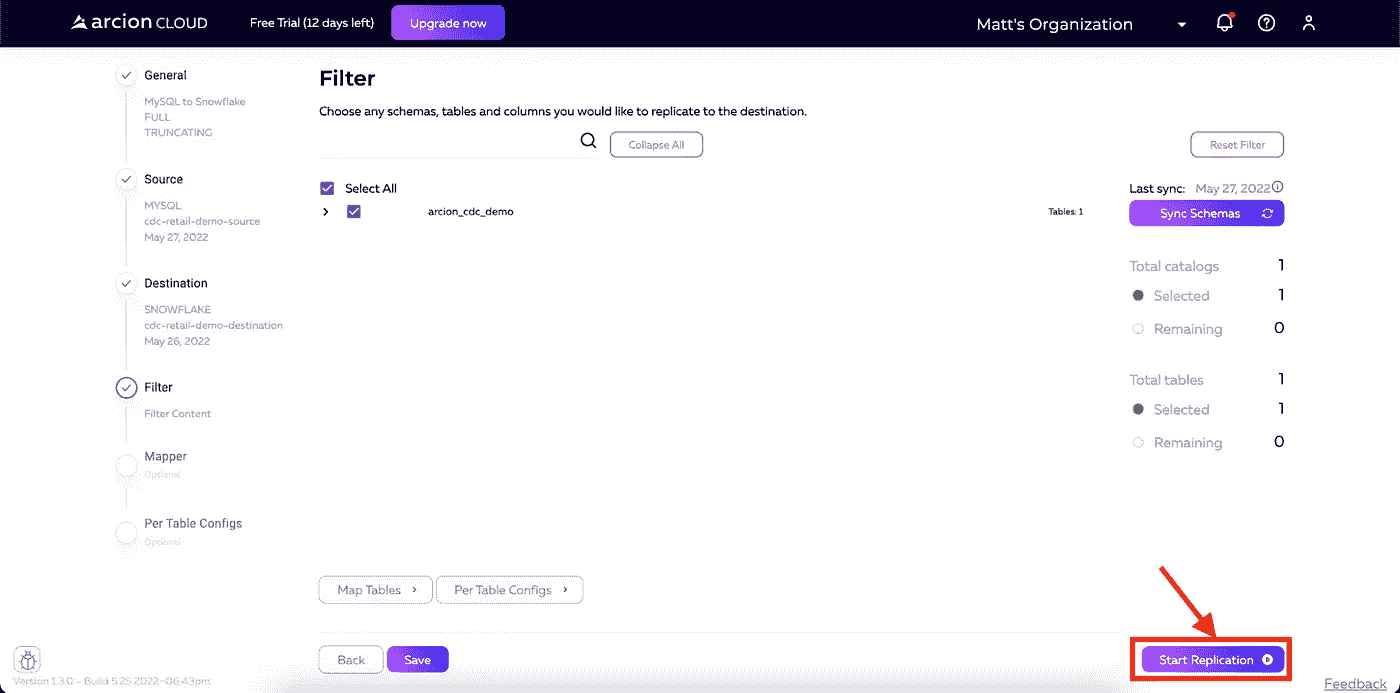 arcion CLOUD
Free Trial (12 days left)
Upgrade now
Matt's Organization
General
MySQL to Snowflake
FULL
TRUNCATING
Source
MYSQL
cdc-retail-demo-source
May 27, 2022
Destination
SNOWFLAKE
cdc-retail-demo-destination
May 26, 2022
Filter
Filter Content
Mapper
Optional
Per Table Configs
Optional
Filter
Choose any schemas, tables and columns you would like to replicate to the destination.
Collapse All
Reset Filter
Select All
arcion_cdc_demo
Tables: 1
Last sync: May 27, 2022
Sync Schemas
Total catalogs 1
Selected 1
Remaining 0
Total tables 1
Selected 1
Remaining 0
Map Tables
Per Table Configs
Back
Save
Start Replication
Version 1.3.0 - Build 5.25.2022-06.43pm
Feedback